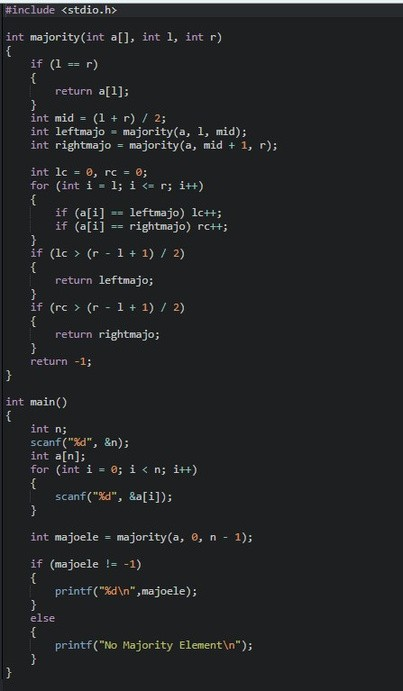 #include <stdio.h>

int majority(int a[], int l, int r)
{
    if (l == r)
    {
        return a[l];
    }
    int mid = (l + r) / 2;
    int leftmajo = majority(a, l, mid);
    int rightmajo = majority(a, mid + 1, r);

    int lc = 0, rc = 0;
    for (int i = l; i <= r; i++)
    {
        if (a[i] == leftmajo) lc++;
        if (a[i] == rightmajo) rc++;
    }
    if (lc > (r - l + 1) / 2)
    {
        return leftmajo;
    }
    if (rc > (r - l + 1) / 2)
    {
        return rightmajo;
    }
    return -1;
}

int main()
{
    int n;
    scanf("%d", &n);
    int a[n];
    for (int i = 0; i < n; i++)
    {
        scanf("%d", &a[i]);
    }

    int majoele = majority(a, 0, n - 1);

    if (majoele != -1)
    {
        printf("%d\n",majoele);
    }
    else
    {
        printf("No Majority Element\n");
    }
}